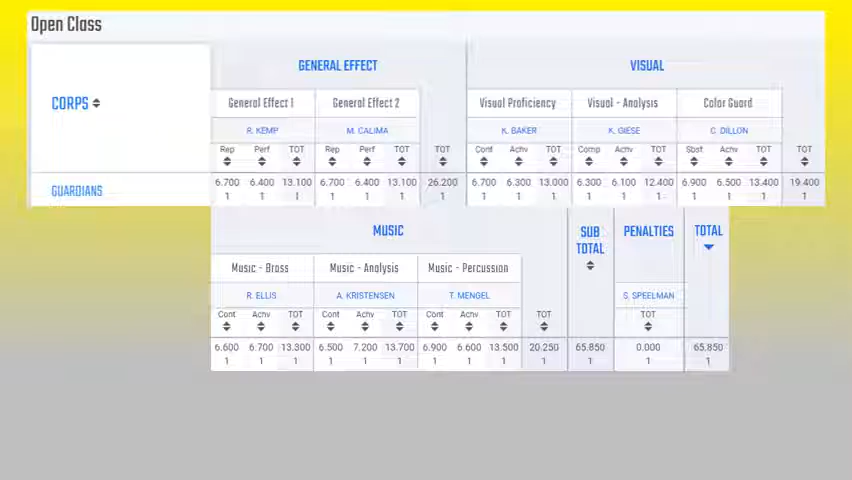 Open Class
GENERAL EFFECT VISUAL
CORPS General Effect 1 General Effect 2 Visual Proficiency Visual - Analysis Color Guard
R. KEMP M. CALIMA K. BAKER K. GIESE C. DILLON
Rep Perf TOT Rep Perf TOT TOT Cont Achv TOT Comp Achv TOT Sbst Achv TOT TOT
GUARDIANS 6.700 6.400 13.100 6.700 6.400 13.100 26.200 6.700 6.300 13.000 6.300 6.100 12.400 6.900 6.500 13.400 19.400
1 1 1 1 1 1 1 1 1 1 1 1 1 1 1 1 1
MUSIC SUB TOTAL PENALTIES TOTAL
Music - Brass Music - Analysis Music - Percussion
R. ELLIS A. KRISTENSEN T. MENGEL S. SPEELMAN
Cont Achv TOT Cont Achv TOT Cont Achv TOT TOT TOT
6.600 6.700 13.300 6.500 7.200 13.700 6.900 6.600 13.500 20.250 65.850 0.000 65.850
1 1 1 1 1 1 1 1 1 1 1 1 1